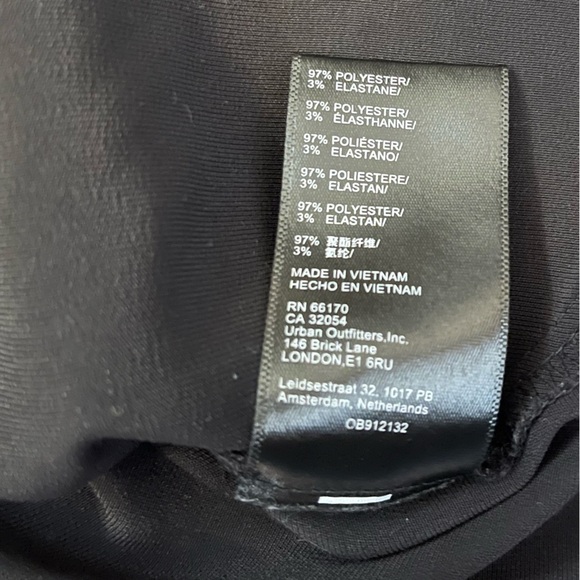 97% POLYESTER/
3% ELASTANE/
97% POLYESTER/
3% ÉLASTHANNE/
97% POLIÉSTER/
3% ELASTANO/
97% POLIESTERE/
3% ELASTAN/
97% POLYESTER/
3% ELASTAN/
97% 聚酯纤维/
3% 氨纶/
MADE IN VIETNAM
HECHO EN VIETNAM
RN 66170
CA 32054
Urban Outfitters,Inc.
146 Brick Lane
LONDON,E1 6RU
Leidsestraat 32, 1017 PB
Amsterdam, Netherlands
OB912132